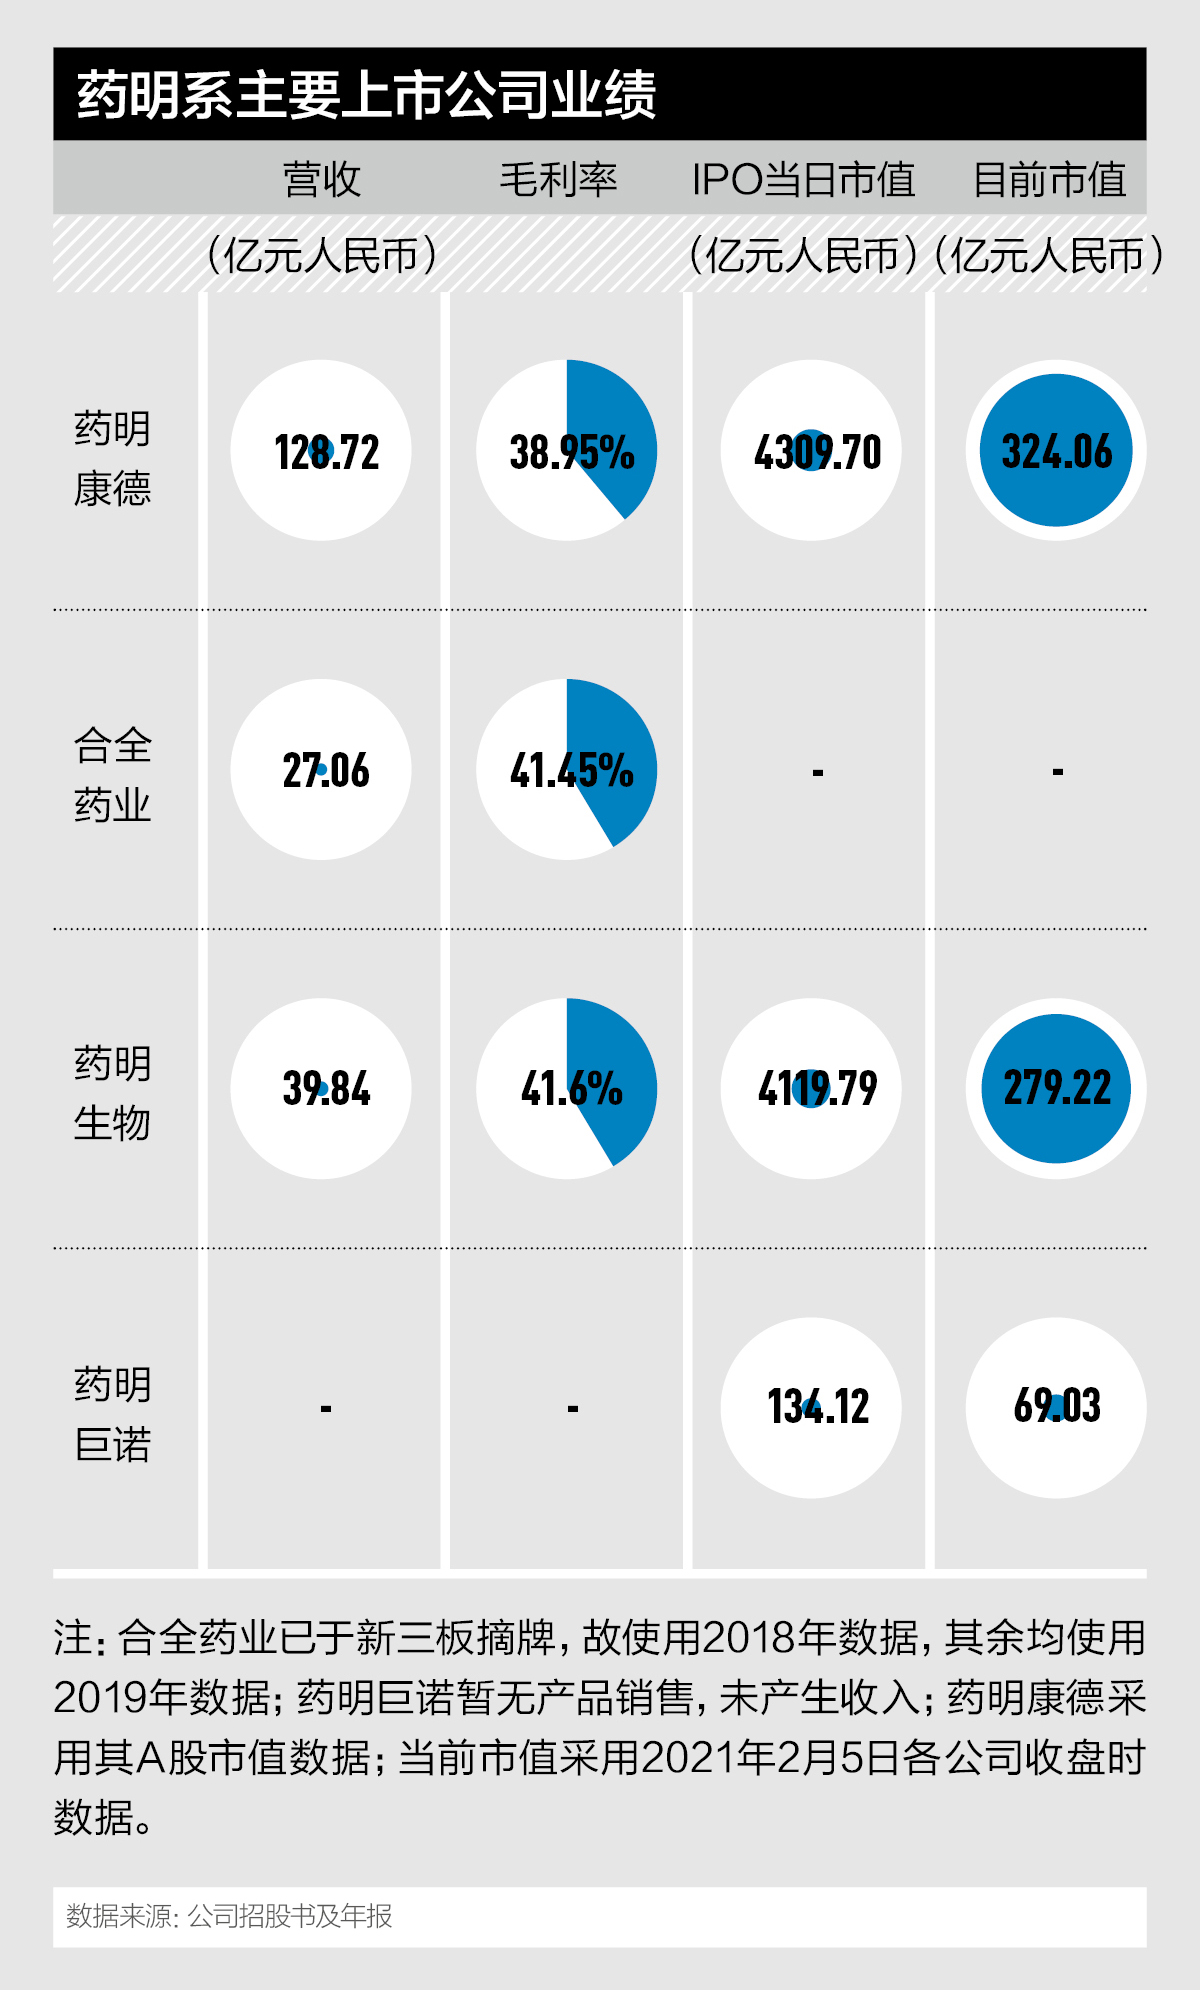 药明系主要上市公司业绩
营收 毛利率 IPO当日市值 目前市值
（亿元人民币） （亿元人民币） （亿元人民币）
药明
康德
128.72 38.95% 4309.70 324.06
合全
药业
27.06 41.45% - -
药明
生物
39.84 41.6% 4119.79 279.22
药明
巨诺
- - 134.12 69.03
注：合全药业已于新三板摘牌，故使用2018年数据，其余均使用
2019年数据；药明巨诺暂无产品销售，未产生收入；药明康德采
用其A股市值数据；当前市值采用2021年2月5日各公司收盘时
数据。
数据来源：公司招股书及年报